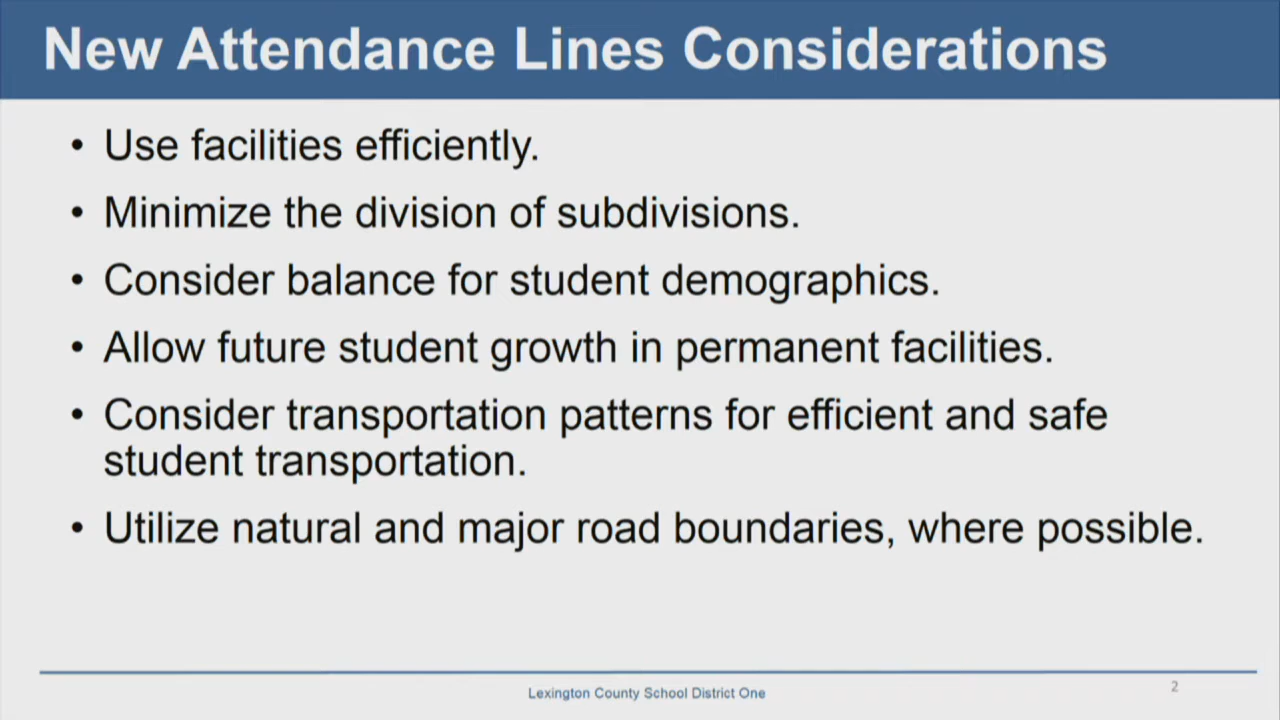 New Attendance Lines Considerations
• Use facilities efficiently.
• Minimize the division of subdivisions.
• Consider balance for student demographics.
• Allow future student growth in permanent facilities.
• Consider transportation patterns for efficient and safe
student transportation.
• Utilize natural and major road boundaries, where possible.
Lexington County School District One
2